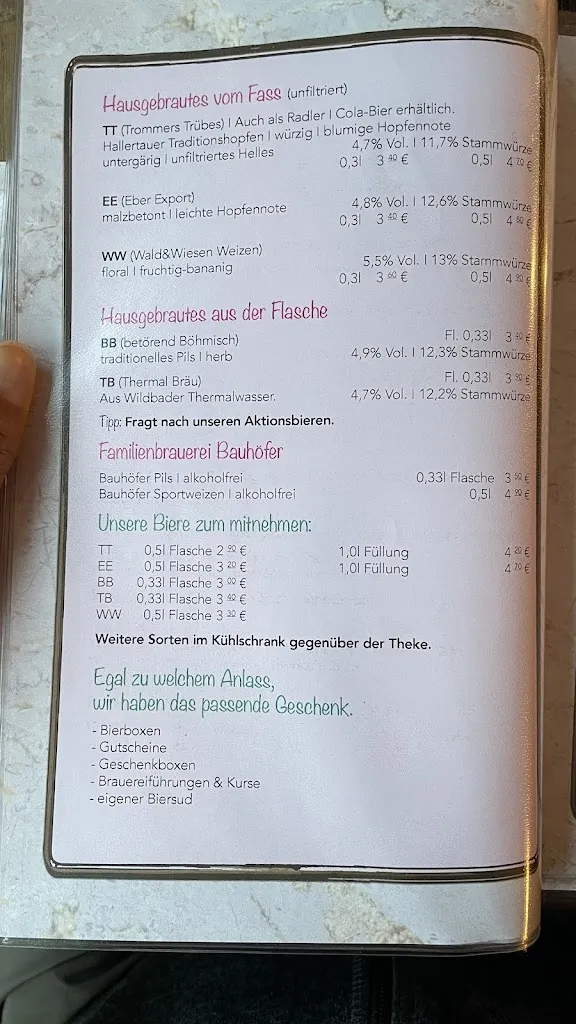 Hausgebrautes vom Fass (unfiltriert)
TT (Trommers Trübes) | Auch als Radler | Cola-Bier erhältlich.
Hallertauer Traditionshopfen | würzig | blumige Hopfennote
untergärig | unfiltriertes Helles 4,7% Vol. | 11,7% Stammwürze
0,3l 3 40 € 0,5l 4 70 €
EE (Eber Export)
malzbetont | leichte Hopfennote 4,8% Vol. | 12,6% Stammwürze
0,3l 3 40 € 0,5l 4 80 €
WW (Wald&Wiesen Weizen) 5,5% Vol. | 13% Stammwürze
floral | fruchtig-bananig 0,3l 3 60 € 0,5l 4 90 €
Hausgebrautes aus der Flasche
BB (betörend Böhmisch) Fl. 0,33l 3 40 €
traditionelles Pils | herb 4,9% Vol. | 12,3% Stammwürze
TB (Thermal Bräu) Fl. 0,33l 3 90 €
Aus Wildbader Thermalwasser. 4,7% Vol. | 12,2% Stammwürze
Tipp: Fragt nach unseren Aktionsbieren.
Familienbrauerei Bauhöfer
Bauhöfer Pils | alkoholfrei 0,33l Flasche 3 50 €
Bauhöfer Sportweizen | alkoholfrei 0,5l 4 90 €
Unsere Biere zum mitnehmen:
TT 0,5l Flasche 2 90 € 1,0l Füllung 4 20 €
EE 0,5l Flasche 3 20 € 1,0l Füllung 4 70 €
BB 0,33l Flasche 3 00 €
TB 0,33l Flasche 3 40 €
WW 0,5l Flasche 3 30 €
Weitere Sorten im Kühlschrank gegenüber der Theke.
Egal zu welchem Anlass,
wir haben das passende Geschenk.
- Bierboxen
- Gutscheine
- Geschenkboxen
- Brauereiführungen & Kurse
- eigener Biersud